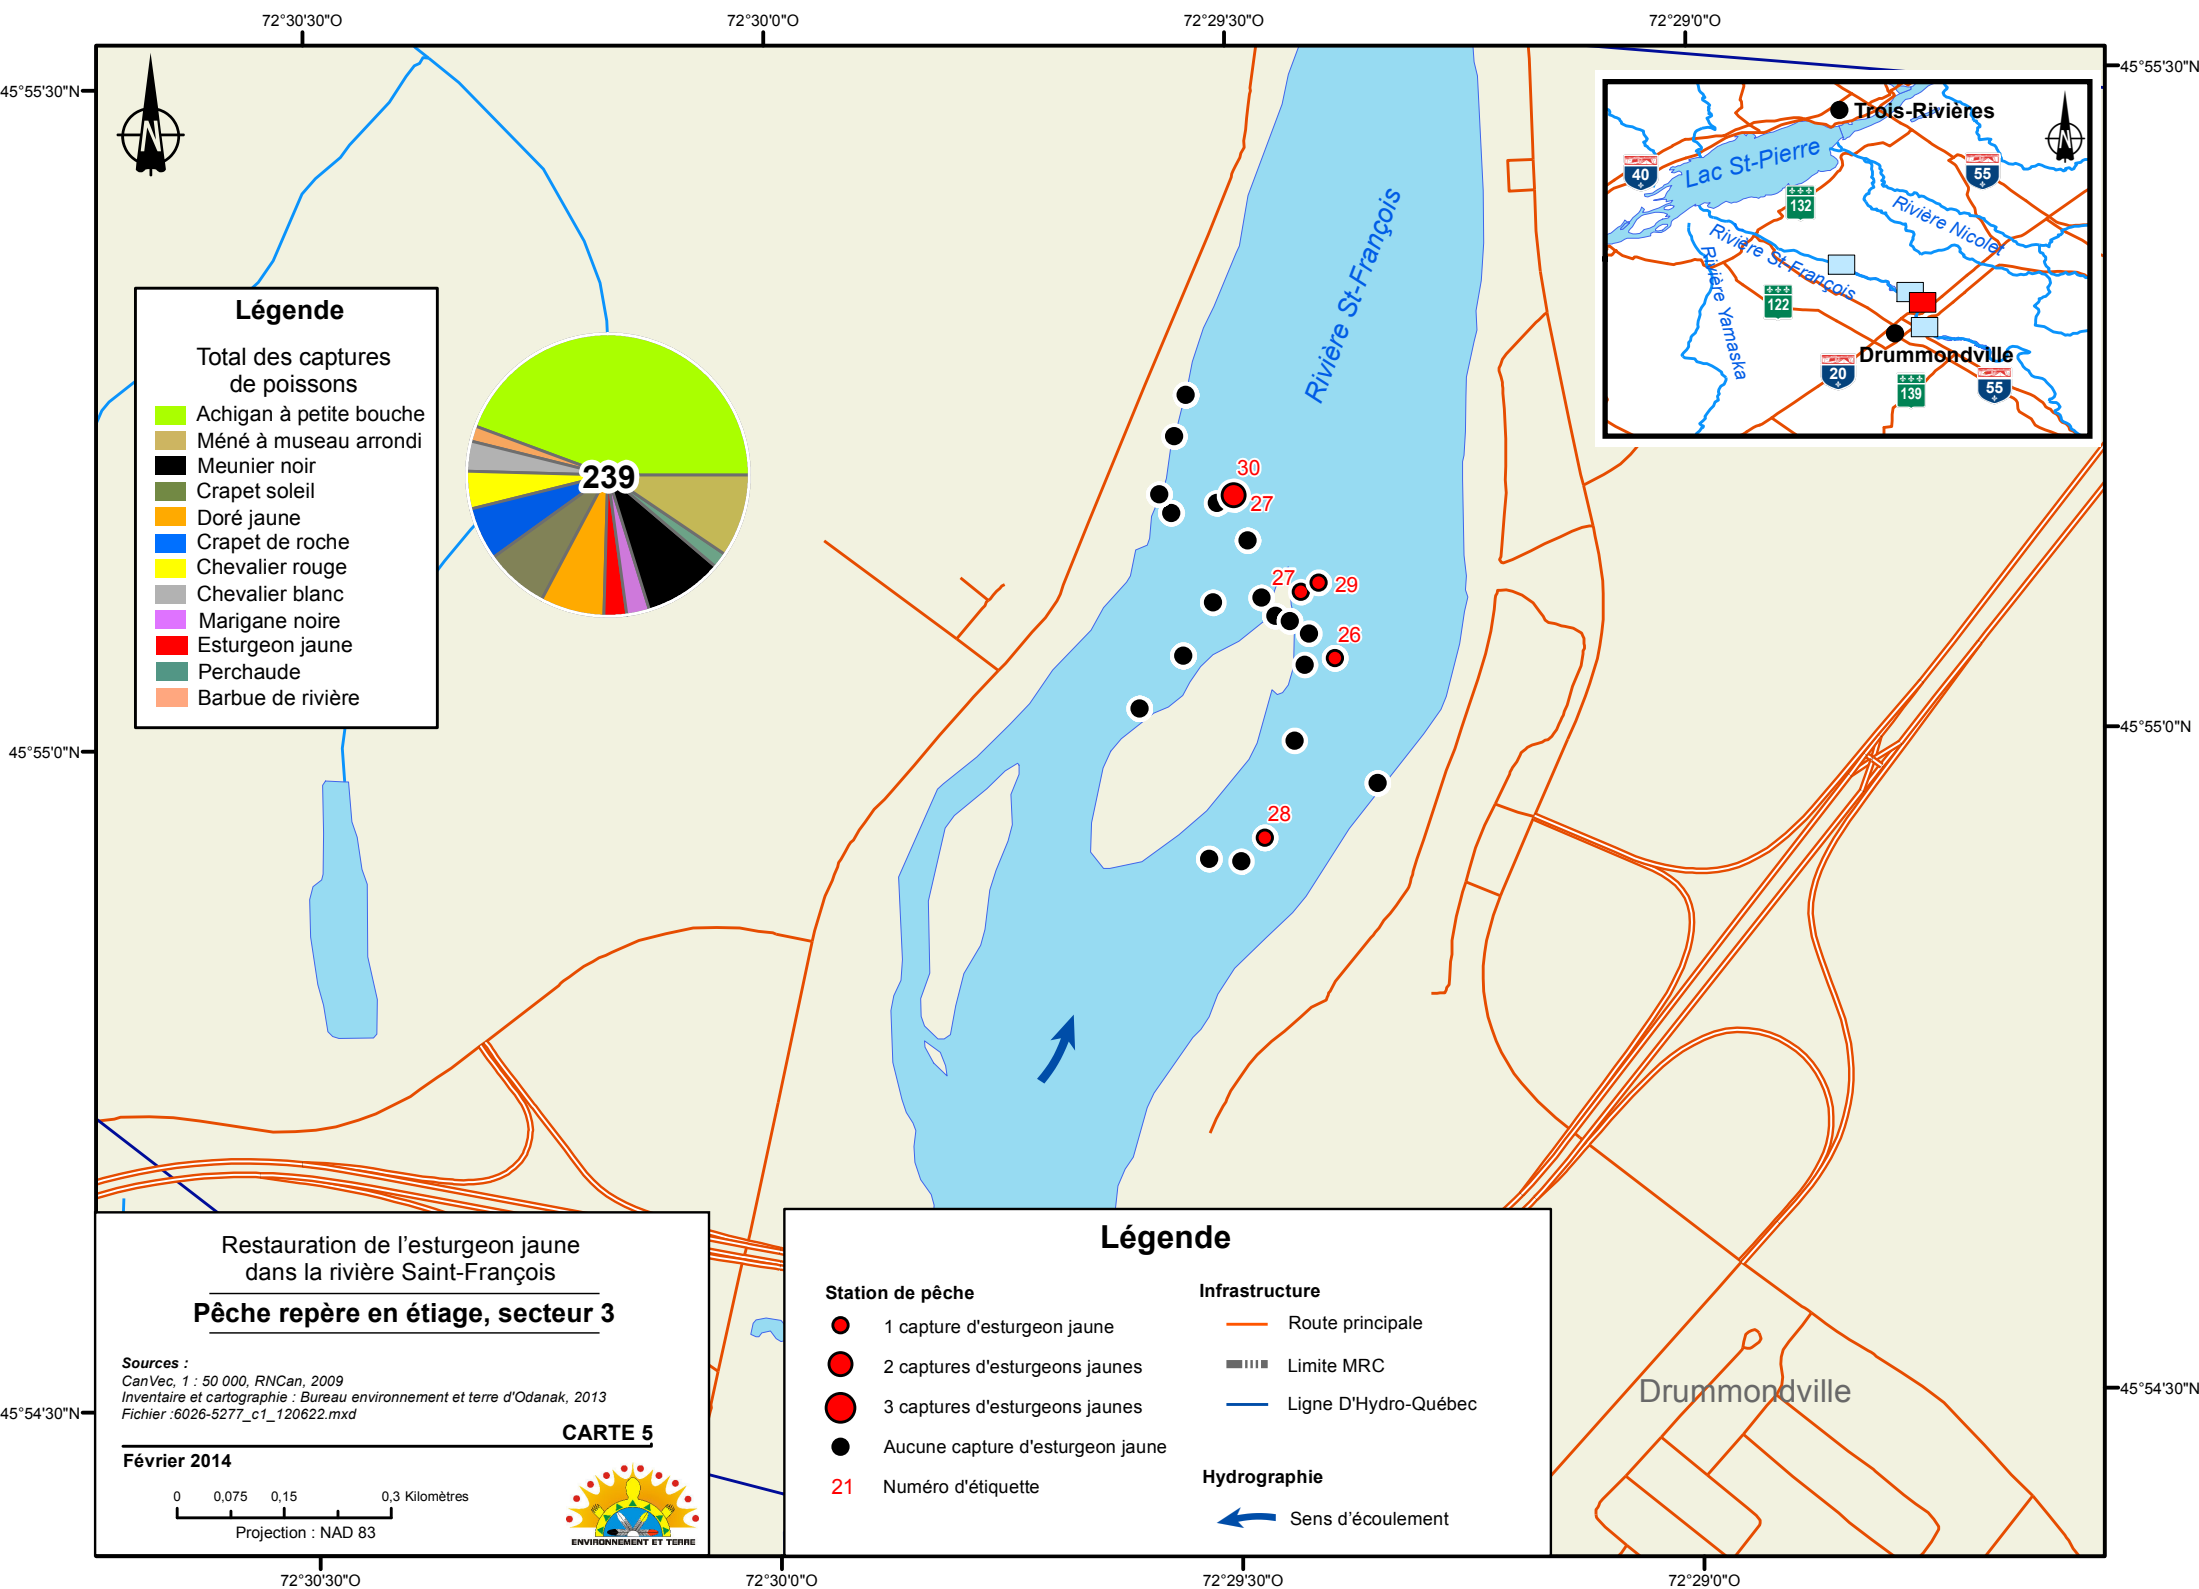 72°30'30"O
72°30'0"O
72°29'30"O
72°29'0"O
45°55'30"N
45°55'30"N
N
Trois-Rivières
Lac St-Pierre
40
55
132
N
Rivière Nicolet
Rivière St-François
Rivière Yamaska
122
Drummondville
20
139
55
Rivière St-François
Légende
Total des captures
de poissons
Achigan à petite bouche
Méné à museau arrondi
Meunier noir
Crapet soleil
Doré jaune
Crapet de roche
Chevalier rouge
Chevalier blanc
Marigane noire
Esturgeon jaune
Perchaude
Barbue de rivière
239
30
27
27
29
26
28
45°55'0"N
45°55'0"N
Restauration de l'esturgeon jaune
dans la rivière Saint-François
Pêche repère en étiage, secteur 3
Sources :
CanVec, 1 : 50 000, RNCan, 2009
Inventaire et cartographie : Bureau environnement et terre d'Odanak, 2013
Fichier :6026-5277_c1_120622.mxd
CARTE 5
Février 2014
0 0,075 0,15 0,3 Kilomètres
Projection : NAD 83
ENVIRONNEMENT ET TERRE
Légende
Station de pêche
1 capture d'esturgeon jaune
2 captures d'esturgeons jaunes
3 captures d'esturgeons jaunes
Aucune capture d'esturgeon jaune
21 Numéro d'étiquette
Infrastructure
Route principale
Limite MRC
Ligne D'Hydro-Québec
Hydrographie
Sens d'écoulement
Drummondville
45°54'30"N
45°54'30"N
72°30'30"O
72°30'0"O
72°29'30"O
72°29'0"O